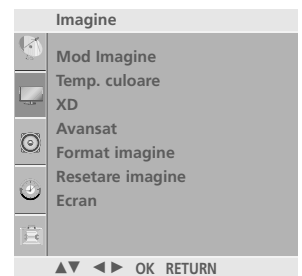 Imagine
Mod Imagine
Temp. culoare
XD
Avansat
Format imagine
Resetare imagine
Ecran
▲▼ ◄► OK RETURN